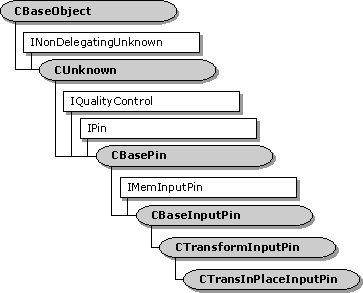 CBaseObject
INonDelegatingUnknown
CUnknown
IQualityControl
IPin
CBasePin
IMemInputPin
CBaseInputPin
CTransformInputPin
CTransInPlaceInputPin